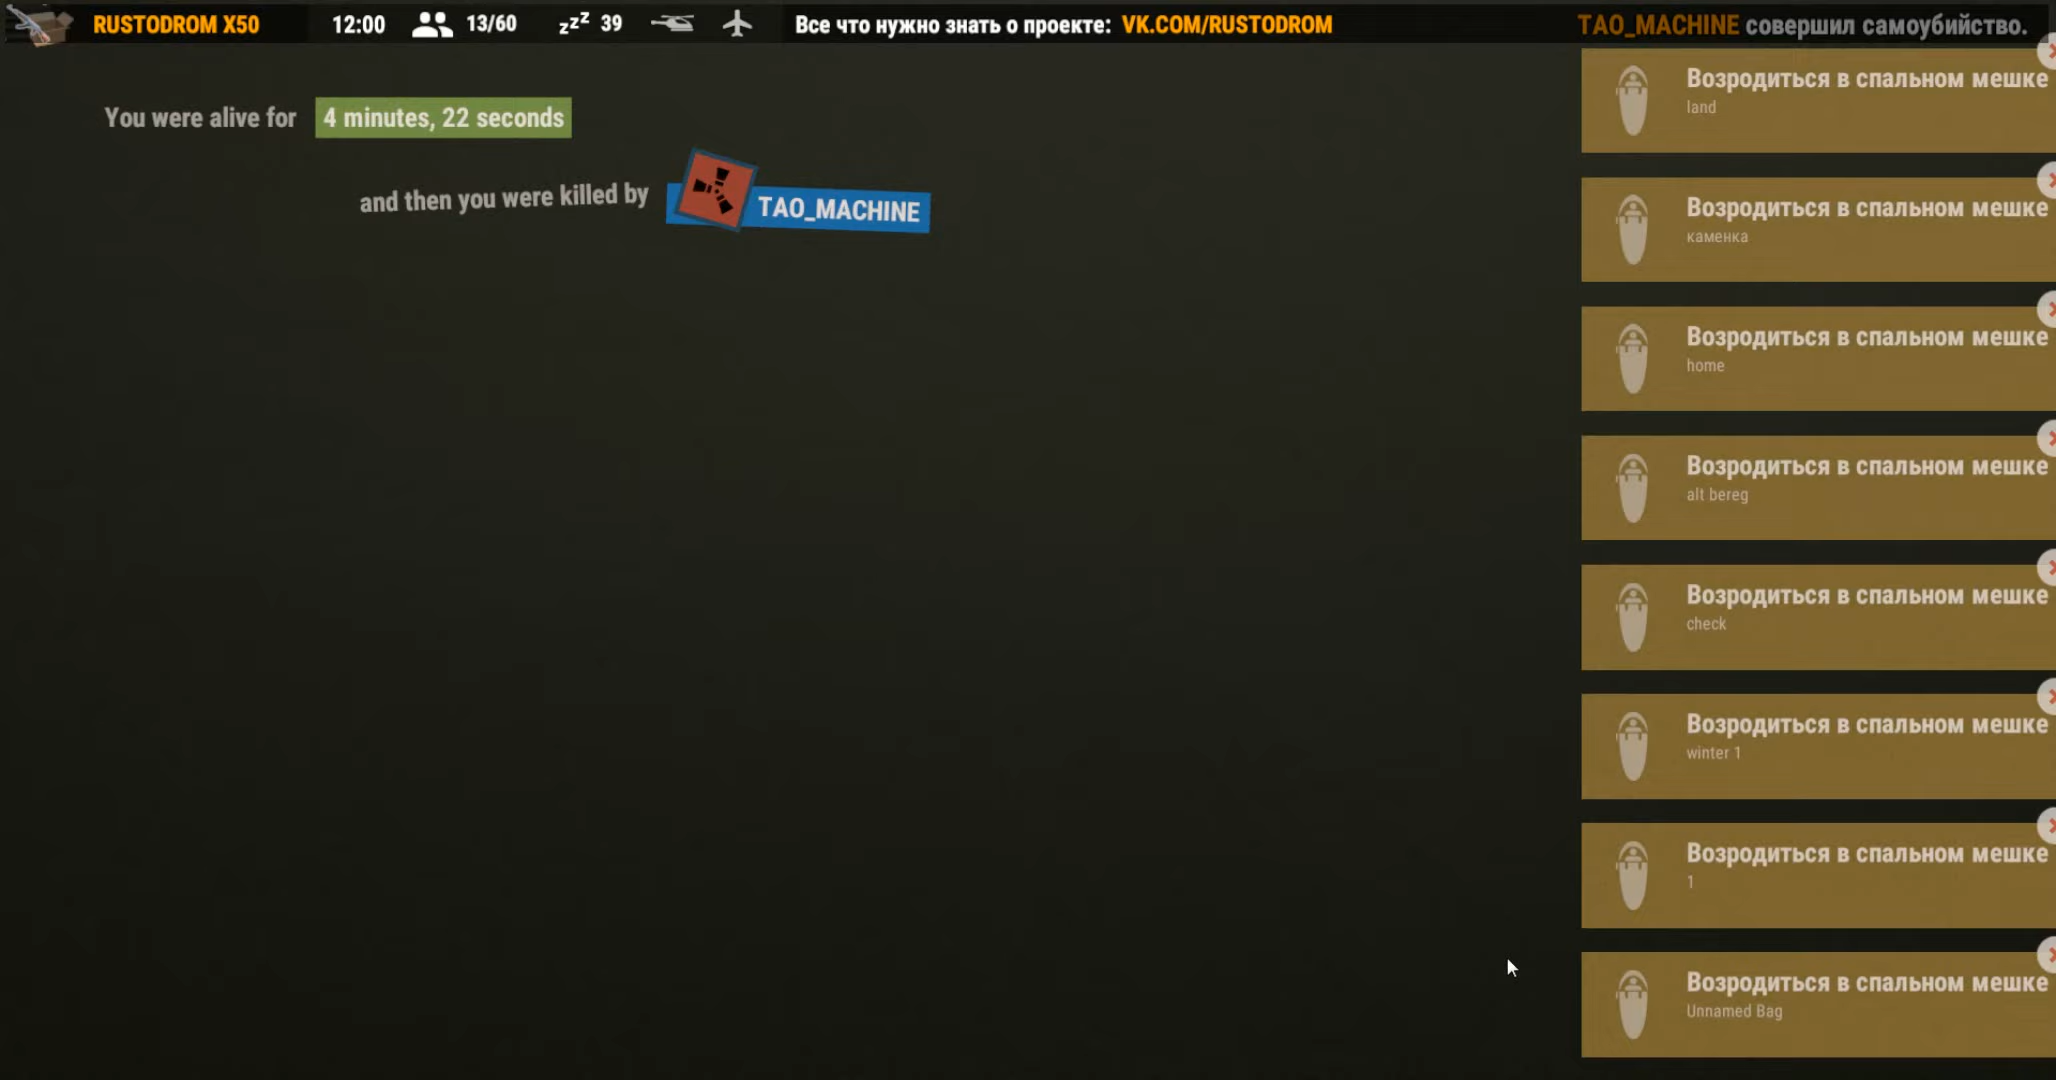 RUSTODROM X50 12:00 13/60 zzz 39 Все что нужно знать о проекте: VK.COM/RUSTODROM
TAO_MACHINE совершил самоубийство.
You were alive for 4 minutes, 22 seconds
and then you were killed by TAO_MACHINE
Возродиться в спальном мешке
land
Возродиться в спальном мешке
каменка
Возродиться в спальном мешке
home
Возродиться в спальном мешке
alt bereg
Возродиться в спальном мешке
check
Возродиться в спальном мешке
winter 1
Возродиться в спальном мешке
1
Возродиться в спальном мешке
Unnamed Bag